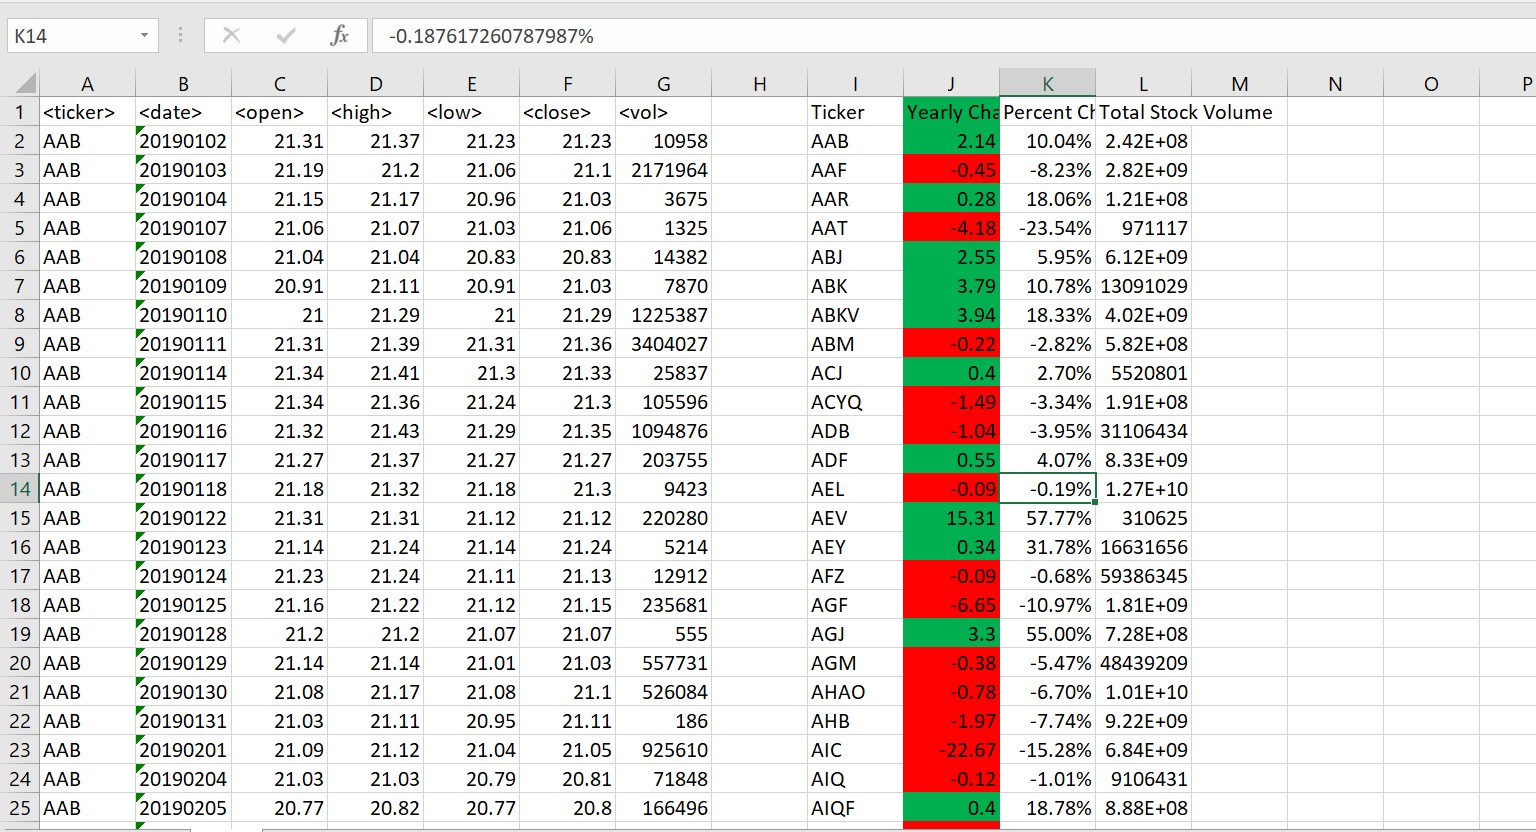 K14 fx -0.187617260787987%
A B C D E F G H I J K L M N O P
1 <ticker> <date> <open> <high> <low> <close> <vol> Ticker Yearly Cha Percent Ch Total Stock Volume
2 AAB 20190102 21.31 21.37 21.23 21.23 10958 AAB 2.14 10.04% 2.42E+08
3 AAB 20190103 21.19 21.2 21.06 21.1 2171964 AAF -0.45 -8.23% 2.82E+09
4 AAB 20190104 21.15 21.17 20.96 21.03 3675 AAR 0.28 18.06% 1.21E+08
5 AAB 20190107 21.06 21.07 21.03 21.06 1325 AAT -4.18 -23.54% 971117
6 AAB 20190108 21.04 21.04 20.83 20.83 14382 ABJ 2.55 5.95% 6.12E+09
7 AAB 20190109 20.91 21.11 20.91 21.03 7870 ABK 3.79 10.78% 13091029
8 AAB 20190110 21 21.29 21 21.29 1225387 ABKV 3.94 18.33% 4.02E+09
9 AAB 20190111 21.31 21.39 21.31 21.36 3404027 ABM -0.22 -2.82% 5.82E+08
10 AAB 20190114 21.34 21.41 21.3 21.33 25837 ACJ 0.4 2.70% 5520801
11 AAB 20190115 21.34 21.36 21.24 21.3 105596 ACYQ -1.49 -3.34% 1.91E+08
12 AAB 20190116 21.32 21.43 21.29 21.35 1094876 ADB -1.04 -3.95% 31106434
13 AAB 20190117 21.27 21.37 21.27 21.27 203755 ADF 0.55 4.07% 8.33E+09
14 AAB 20190118 21.18 21.32 21.18 21.3 9423 AEL -0.09 -0.19% 1.27E+10
15 AAB 20190122 21.31 21.31 21.12 21.12 220280 AEV 15.31 57.77% 310625
16 AAB 20190123 21.14 21.24 21.14 21.24 5214 AEY 0.34 31.78% 16631656
17 AAB 20190124 21.23 21.24 21.11 21.13 12912 AFZ -0.09 -0.68% 59386345
18 AAB 20190125 21.16 21.22 21.12 21.15 235681 AGF -6.65 -10.97% 1.81E+09
19 AAB 20190128 21.2 21.2 21.07 21.07 555 AGJ 3.3 55.00% 7.28E+08
20 AAB 20190129 21.14 21.14 21.01 21.03 557731 AGM -0.38 -5.47% 48439209
21 AAB 20190130 21.08 21.17 21.08 21.1 526084 AHAO -0.78 -6.70% 1.01E+10
22 AAB 20190131 21.03 21.11 20.95 21.11 186 AHB -1.97 -7.74% 9.22E+09
23 AAB 20190201 21.09 21.12 21.04 21.05 925610 AIC -22.67 -15.28% 6.84E+09
24 AAB 20190204 21.03 21.03 20.79 20.81 71848 AIQ -0.12 -1.01% 9106431
25 AAB 20190205 20.77 20.82 20.77 20.8 166496 AIQF 0.4 18.78% 8.88E+08